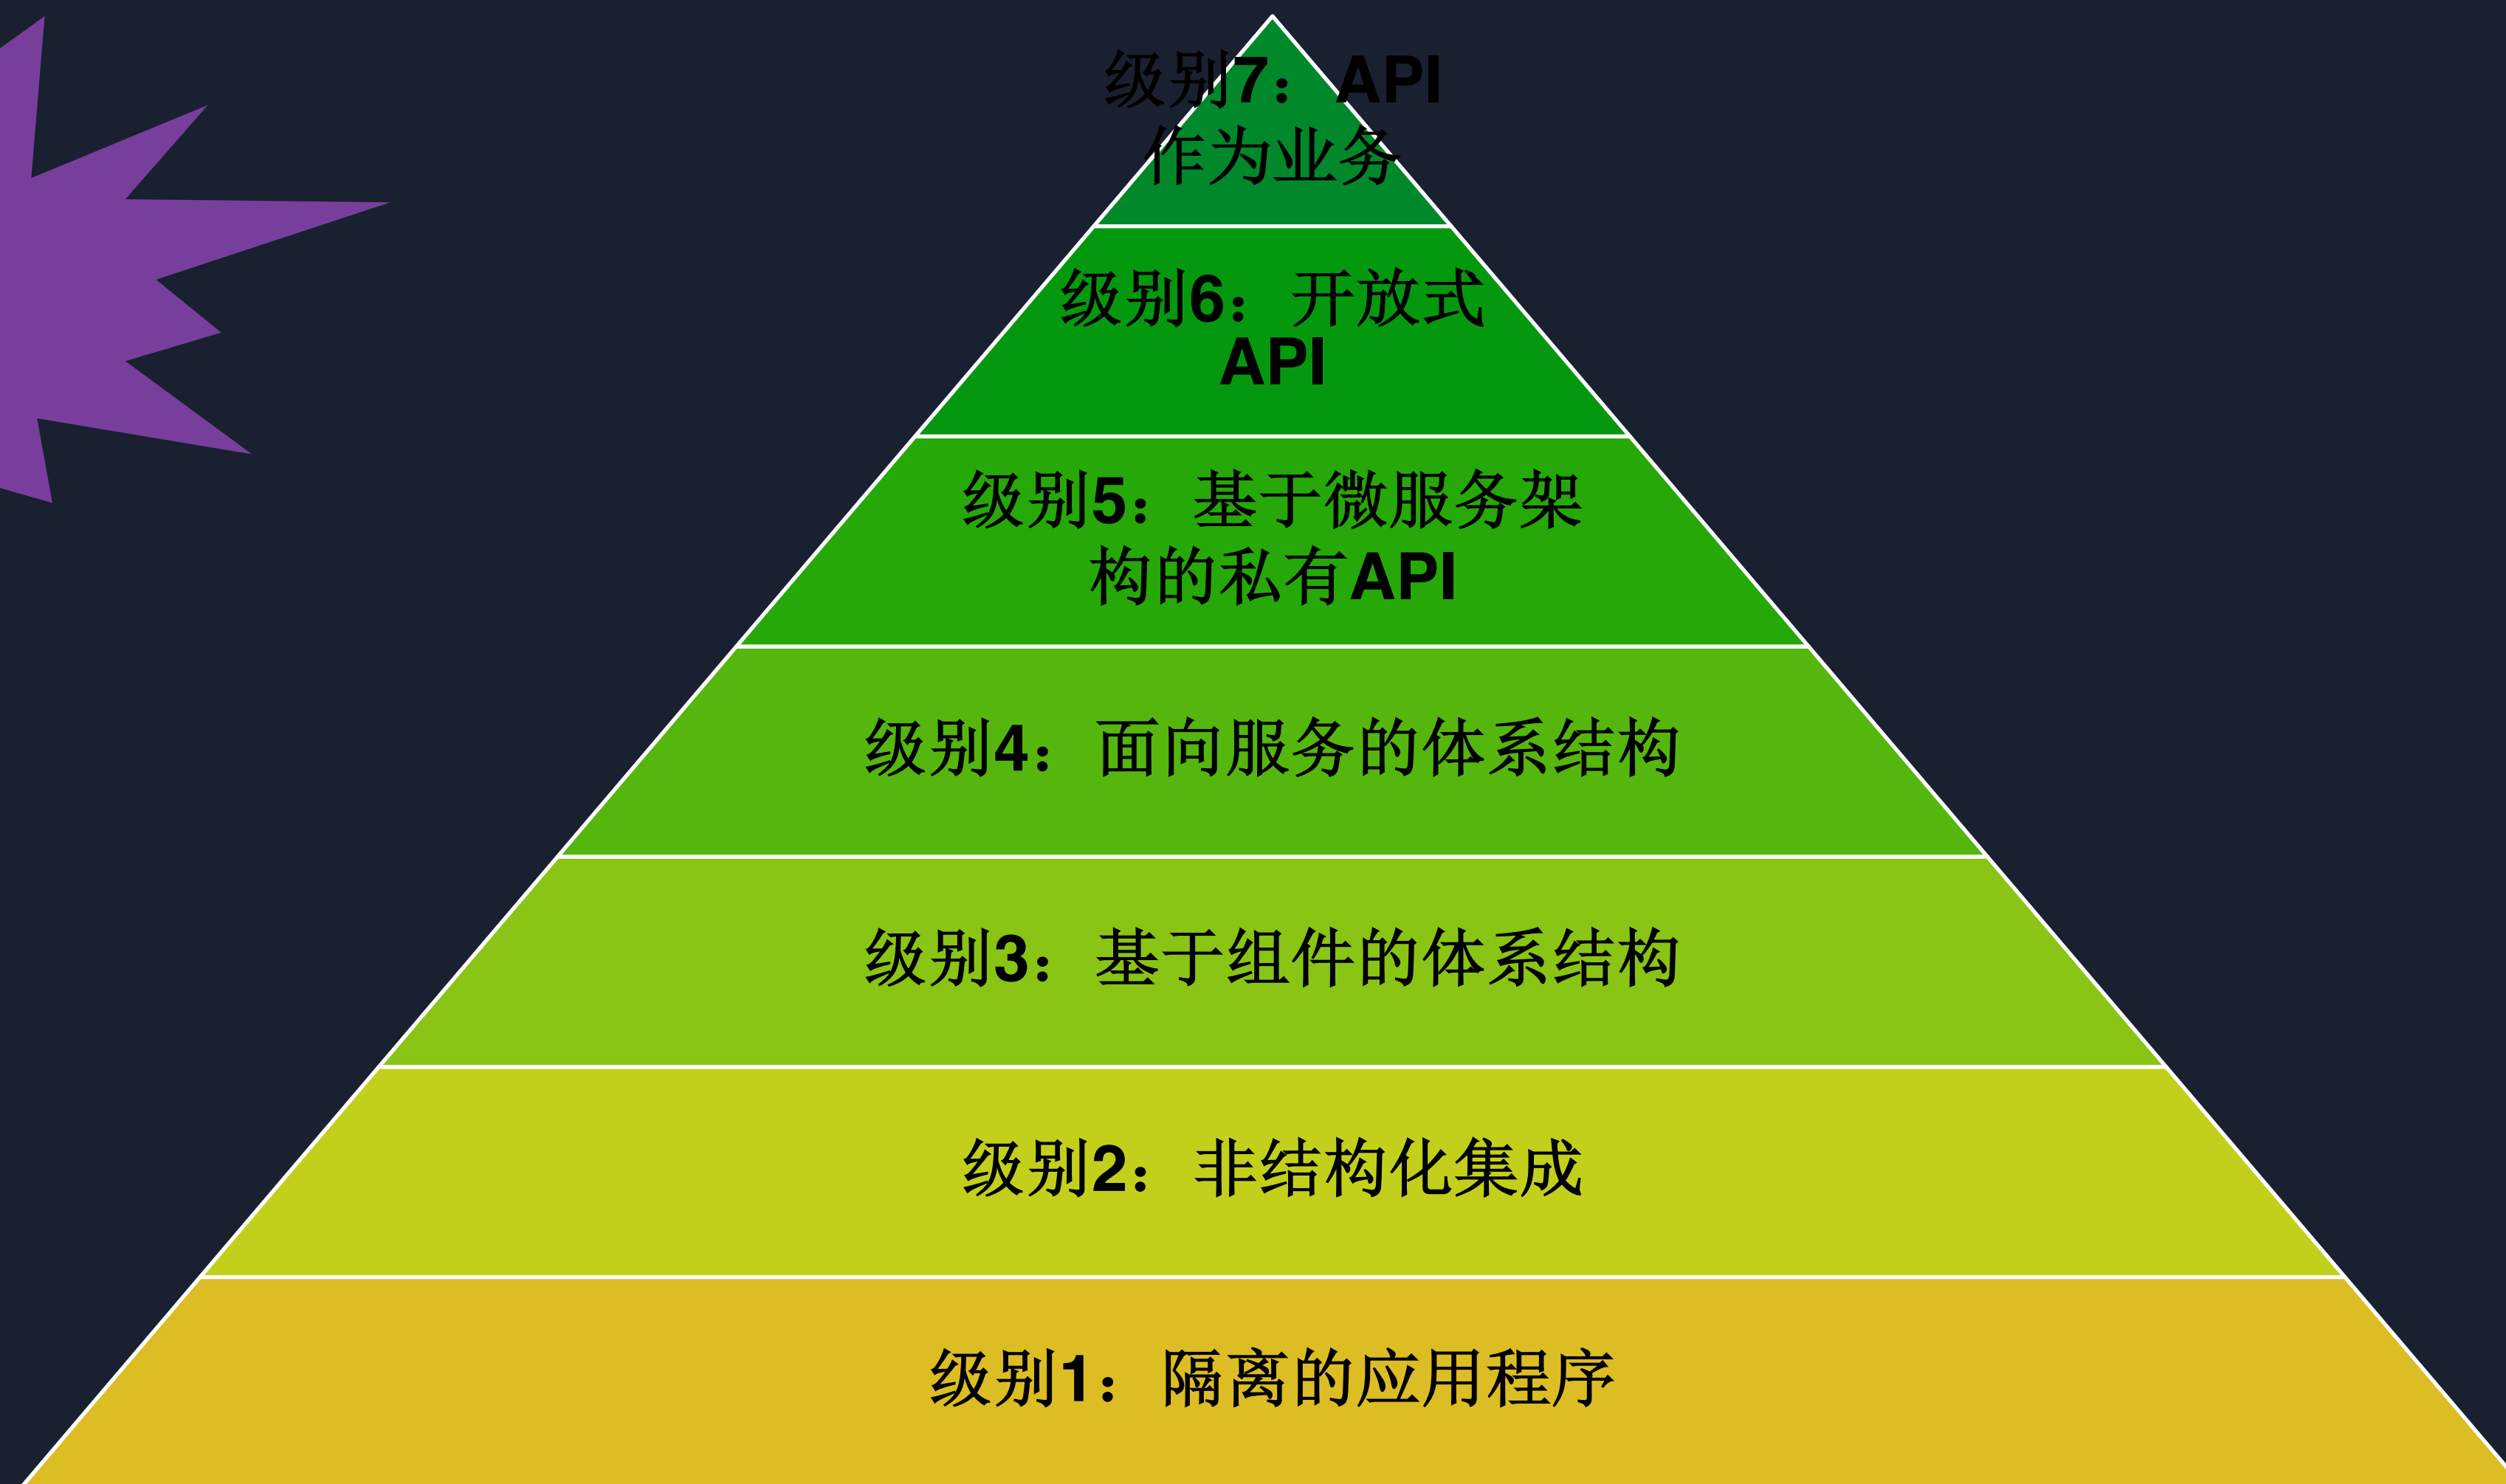 级别7： API
作为业务
级别6： 开放式
API
级别5： 基于微服务架
构的私有API
级别4： 面向服务的体系结构
级别3： 基于组件的体系结构
级别2： 非结构化集成
级别1： 隔离的应用程序